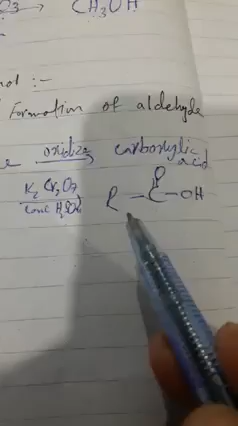 → CH3OH
:-
Formation of aldehyde
oxidize carboxylic
acid
K2Cr2O7 O
conc H2SO4 R - C - OH